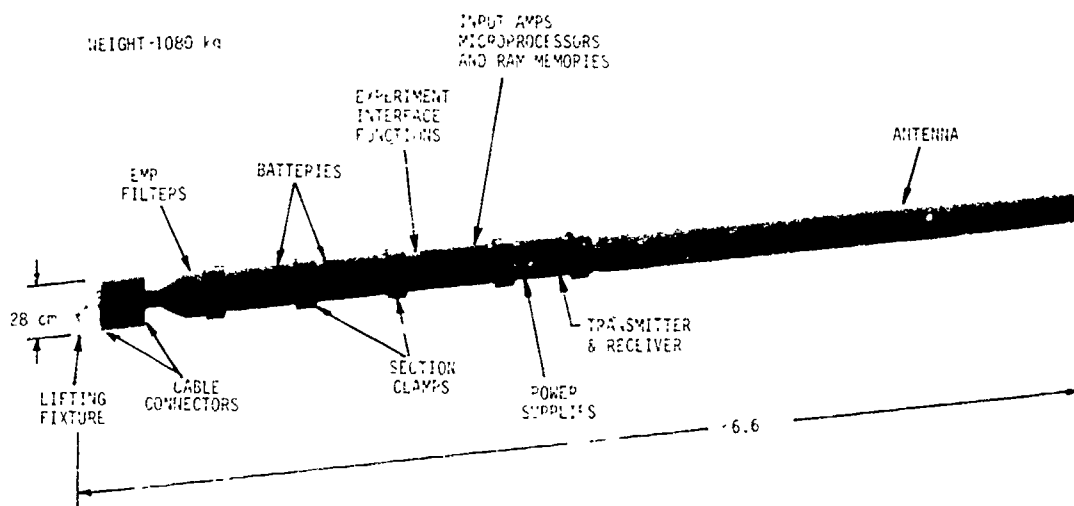 WEIGHT-1080 kg
INPUT AMPS
MICROPROCESSORS
AND RAM MEMORIES
EXPERIMENT
INTERFACE
FUNCTIONS
ANTENNA
EMP
FILTERS
BATTERIES
28 cm
TRANSMITTER
& RECEIVER
LIFTING
FIXTURE
CABLE
CONNECTORS
SECTION
CLAMPS
POWER
SUPPLIES
6.6